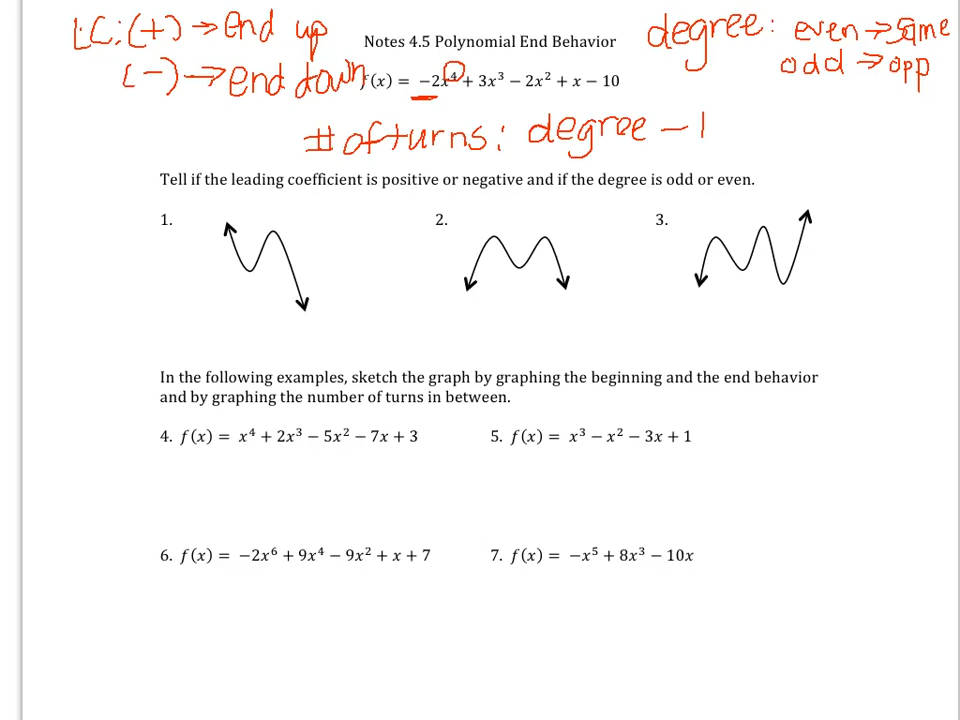 LC: (+) → end up
degree: even → same
Notes 4.5 Polynomial End Behavior
odd → opp
(−) → end down
f(x) = −2x⁴ + 3x³ − 2x² + x − 10
# of turns: degree − 1
Tell if the leading coefficient is positive or negative and if the degree is odd or even.
1.
2.
3.
In the following examples, sketch the graph by graphing the beginning and the end behavior
and by graphing the number of turns in between.
4. f(x) = x⁴ + 2x³ − 5x² − 7x + 3
5. f(x) = x³ − x² − 3x + 1
6. f(x) = −2x⁶ + 9x⁴ − 9x² + x + 7
7. f(x) = −x⁵ + 8x³ − 10x